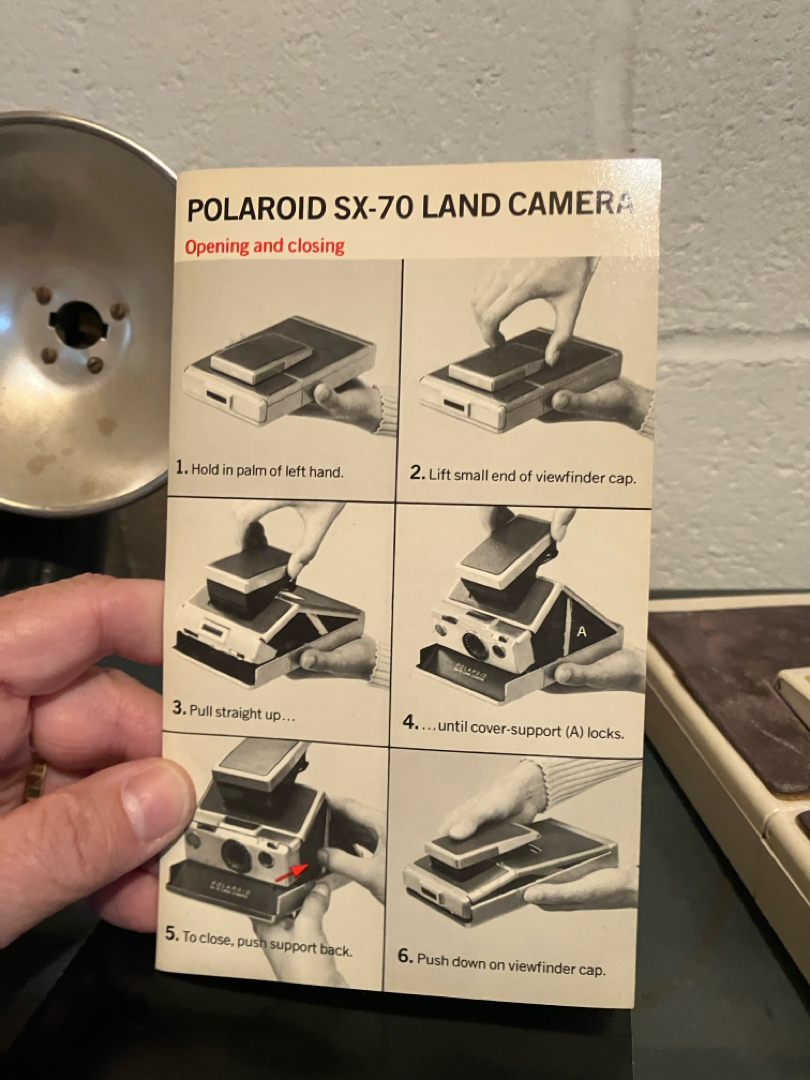 POLAROID SX-70 LAND CAMERA
Opening and closing
1. Hold in palm of left hand.
2. Lift small end of viewfinder cap.
3. Pull straight up...
A
4. ...until cover-support (A) locks.
POLAROID
POLAROID
5. To close, push support back.
6. Push down on viewfinder cap.